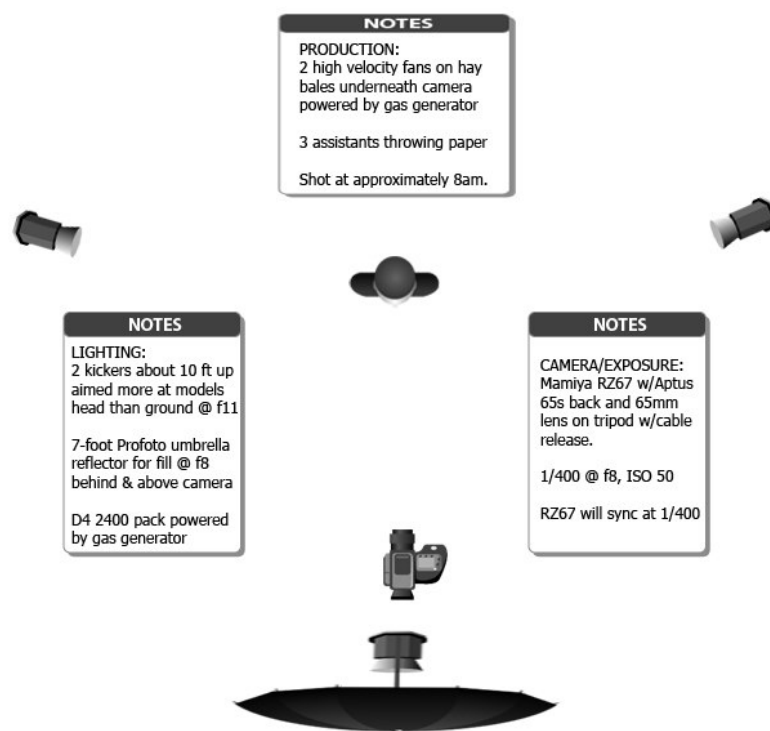 NOTES
PRODUCTION:
2 high velocity fans on hay
bales underneath camera
powered by gas generator
3 assistants throwing paper
Shot at approximately 8am.
NOTES
LIGHTING:
2 kickers about 10 ft up
aimed more at models
head than ground @ f11
7-foot Profoto umbrella
reflector for fill @ f8
behind & above camera
D4 2400 pack powered
by gas generator
NOTES
CAMERA/EXPOSURE:
Mamiya RZ67 w/Aptus
65s back and 65mm
lens on tripod w/cable
release.
1/400 @ f8, ISO 50
RZ67 will sync at 1/400